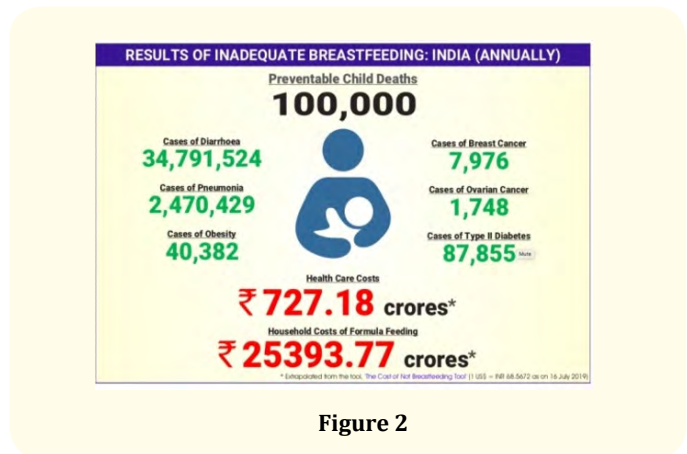 RESULTS OF INADEQUATE BREASTFEEDING: INDIA (ANNUALLY)
Preventable Child Deaths
100,000
Cases of Diarrhoea
34,791,524
Cases of Pneumonia
2,470,429
Cases of Obesity
40,382
Cases of Breast Cancer
7,976
Cases of Ovarian Cancer
1,748
Cases of Type II Diabetes
87,855
Mute
Health Care Costs
₹ 727.18 crores*
Household Costs of Formula Feeding
₹ 25393.77 crores*
* Extrapolated from the tool, 'The Cost of Not Breastfeeding Tool' (1 US$ = INR 68.5672 as on 16 July 2019)
Figure 2